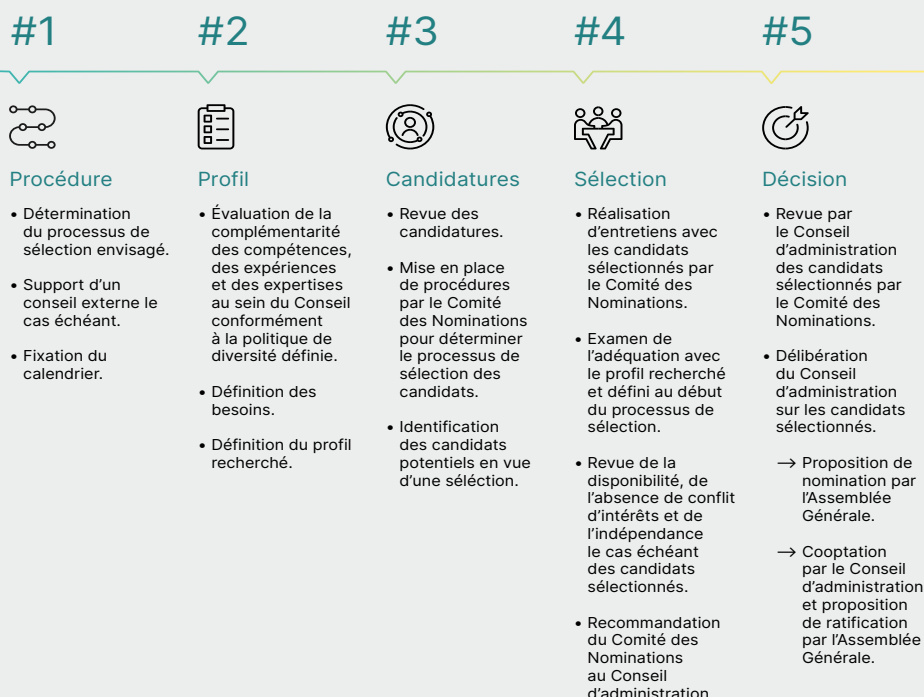 #1
Procédure
• Détermination
du processus de
sélection envisagé.
• Support d’un
conseil externe le
cas échéant.
• Fixation du
calendrier.
#2
Profil
• Évaluation de la
complémentarité
des compétences,
des expériences
et des expertises
au sein du Conseil
conformément
à la politique de
diversité définie.
• Définition des
besoins.
• Définition du profil
recherché.
#3
Candidatures
• Revue des
candidatures.
• Mise en place
de procédures
par le Comité
des Nominations
pour déterminer
le processus de
sélection des
candidats.
• Identification
des candidats
potentiels en vue
d’une séléction.
#4
Sélection
• Réalisation
d’entretiens avec
les candidats
sélectionnés par
le Comité des
Nominations.
• Examen de
l’adéquation avec
le profil recherché
et défini au début
du processus de
sélection.
• Revue de la
disponibilité, de
l’absence de conflit
d’intérêts et de
l’indépendance
le cas échéant
des candidats
sélectionnés.
• Recommandation
du Comité des
Nominations
au Conseil
d’administration
#5
Décision
• Revue par
le Conseil
d’administration
des candidats
sélectionnés par
le Comité des
Nominations.
• Délibération
du Conseil
d’administration
sur les candidats
sélectionnés.
→ Proposition de
nomination par
l’Assemblée
Générale.
→ Cooptation
par le Conseil
d’administration
et proposition
de ratification
par l’Assemblée
Générale.